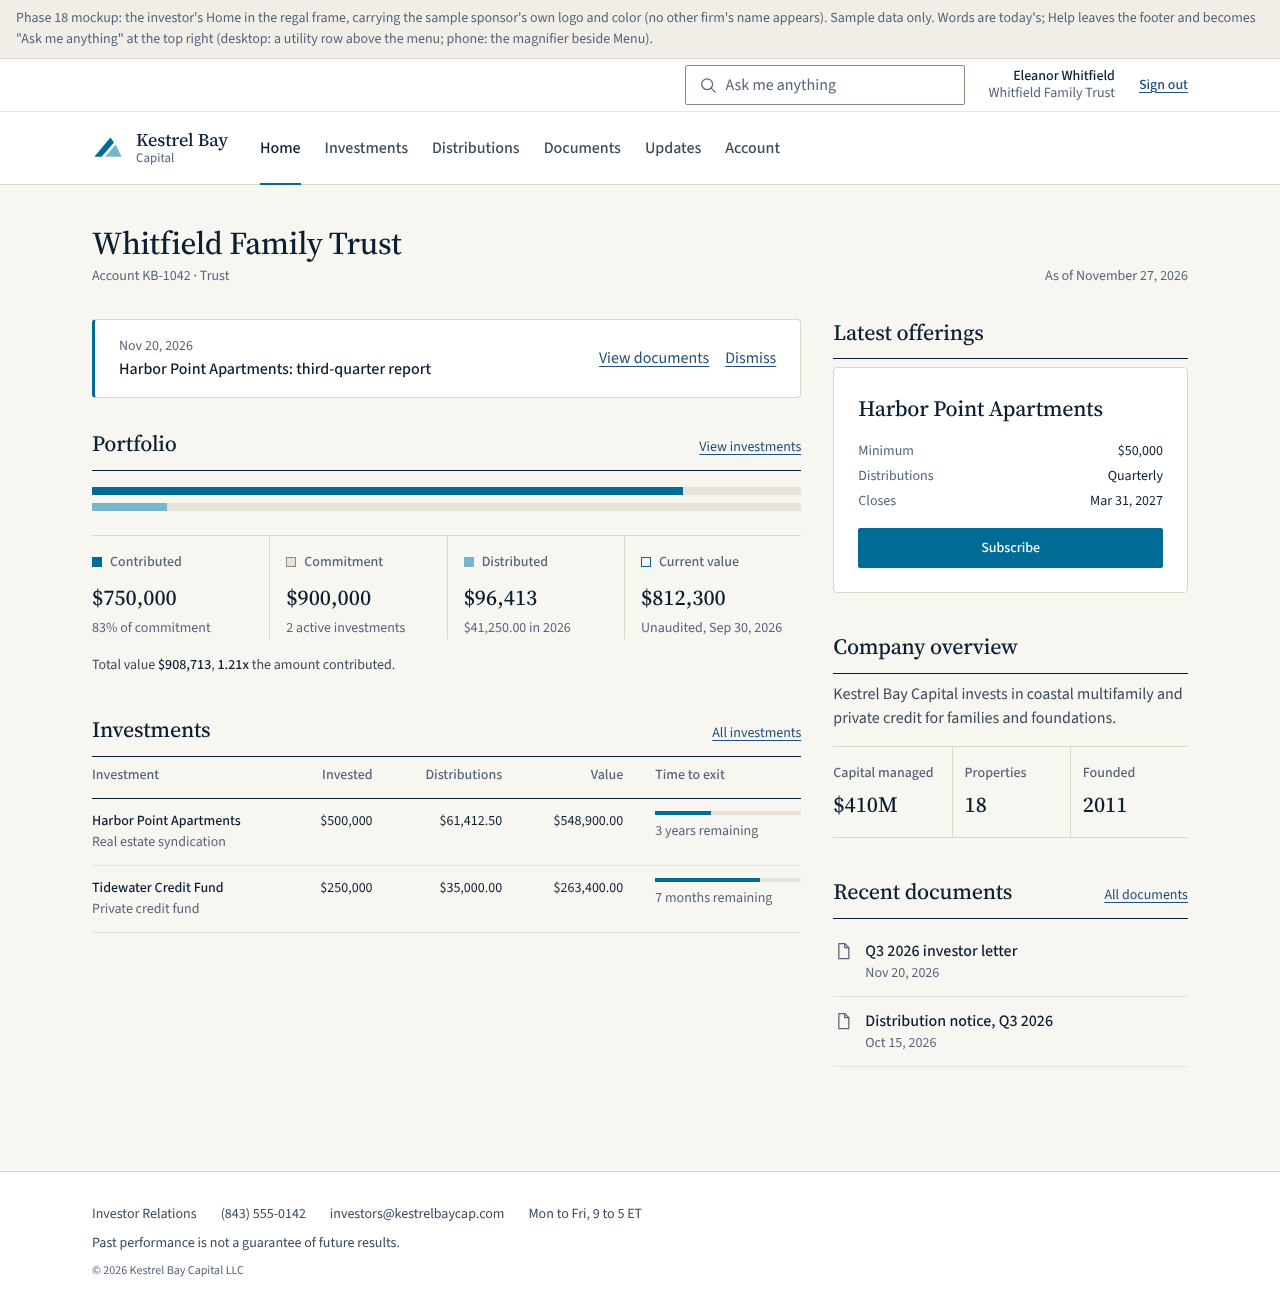 Phase 18 mockup: the investor's Home in the regal frame, carrying the sample sponsor's own logo and color (no other firm's name appears). Sample data only. Words are today's; Help leaves the footer and becomes
"Ask me anything" at the top right (desktop: a utility row above the menu; phone: the magnifier beside Menu).
Ask me anything
Eleanor Whitfield
Whitfield Family Trust
Sign out
Kestrel Bay
Capital
Home Investments Distributions Documents Updates Account
Whitfield Family Trust
Account KB-1042 · Trust
As of November 27, 2026
Nov 20, 2026
Harbor Point Apartments: third-quarter report
View documents Dismiss
Portfolio
View investments
Contributed
$750,000
83% of commitment
Commitment
$900,000
2 active investments
Distributed
$96,413
$41,250.00 in 2026
Current value
$812,300
Unaudited, Sep 30, 2026
Total value $908,713, 1.21x the amount contributed.
Investments
All investments
Investment Invested Distributions Value Time to exit
Harbor Point Apartments $500,000 $61,412.50 $548,900.00
Real estate syndication
3 years remaining
Tidewater Credit Fund $250,000 $35,000.00 $263,400.00
Private credit fund
7 months remaining
Latest offerings
Harbor Point Apartments
Minimum $50,000
Distributions Quarterly
Closes Mar 31, 2027
Subscribe
Company overview
Kestrel Bay Capital invests in coastal multifamily and
private credit for families and foundations.
Capital managed
$410M
Properties
18
Founded
2011
Recent documents
All documents
Q3 2026 investor letter
Nov 20, 2026
Distribution notice, Q3 2026
Oct 15, 2026
Investor Relations (843) 555-0142 investors@kestrelbaycap.com Mon to Fri, 9 to 5 ET
Past performance is not a guarantee of future results.
© 2026 Kestrel Bay Capital LLC